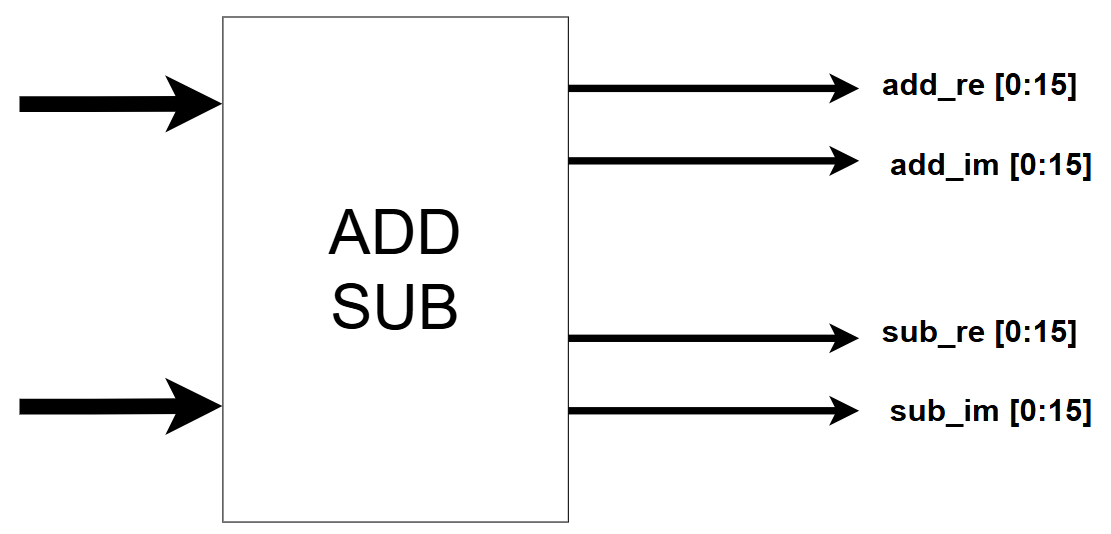 add_re [0:15]
add_im [0:15]
ADD
SUB
sub_re [0:15]
sub_im [0:15]